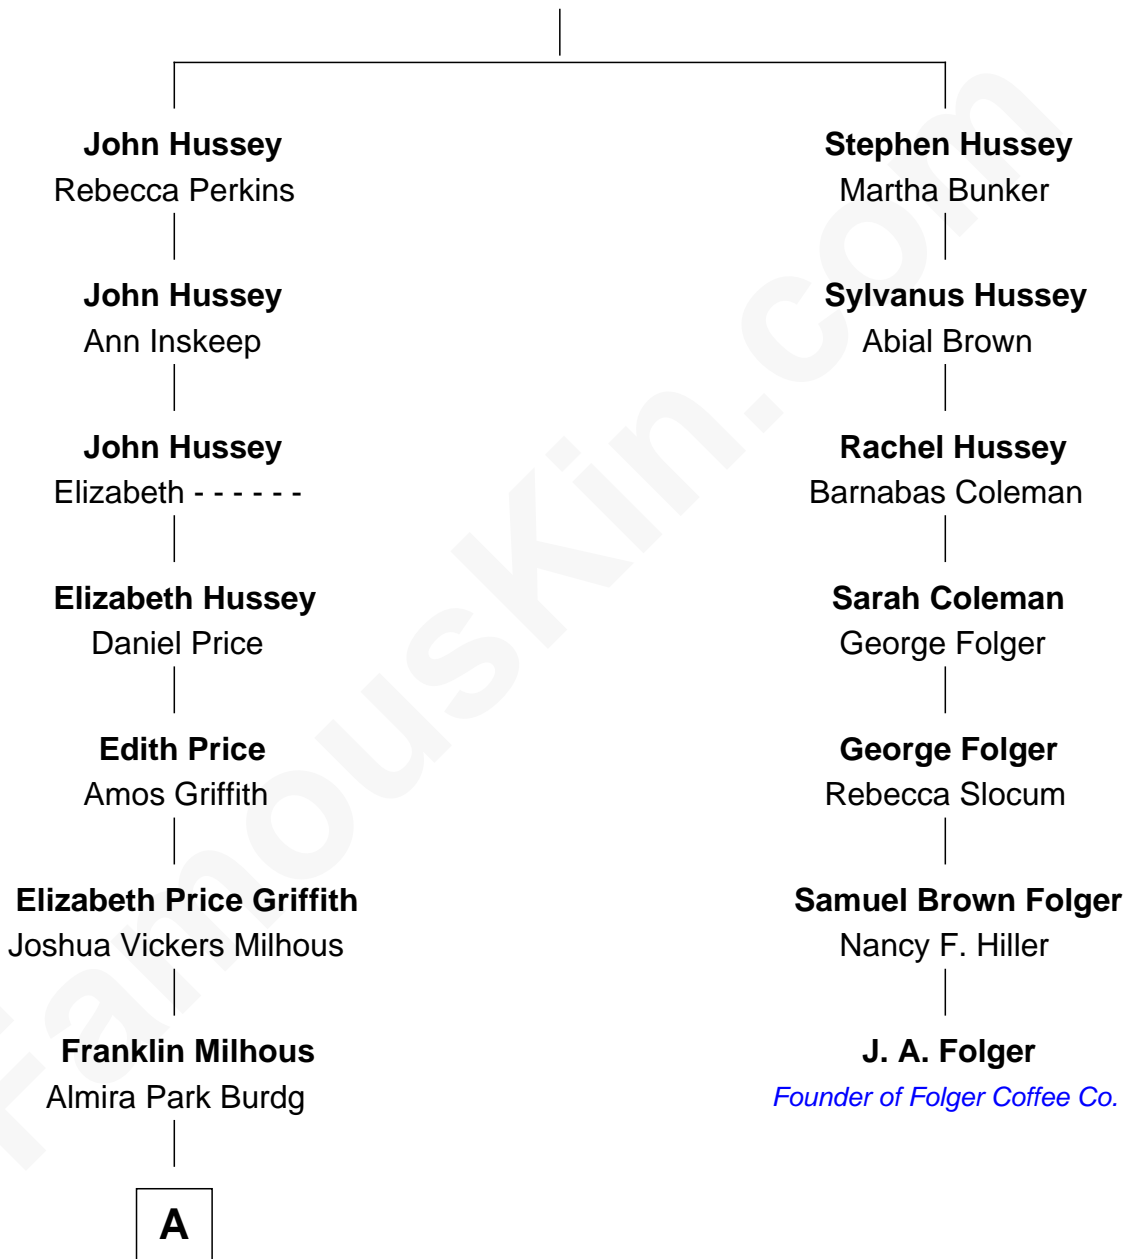 John Hussey
Rebecca Perkins
John Hussey
Ann Inskeep
John Hussey
Elizabeth - - - - - -
Elizabeth Hussey
Daniel Price
Edith Price
Amos Griffith
Elizabeth Price Griffith
Joshua Vickers Milhous
Franklin Milhous
Almira Park Burdg
A
Stephen Hussey
Martha Bunker
Sylvanus Hussey
Abial Brown
Rachel Hussey
Barnabas Coleman
Sarah Coleman
George Folger
George Folger
Rebecca Slocum
Samuel Brown Folger
Nancy F. Hiller
J. A. Folger
Founder of Folger Coffee Co.
FamousKin.com